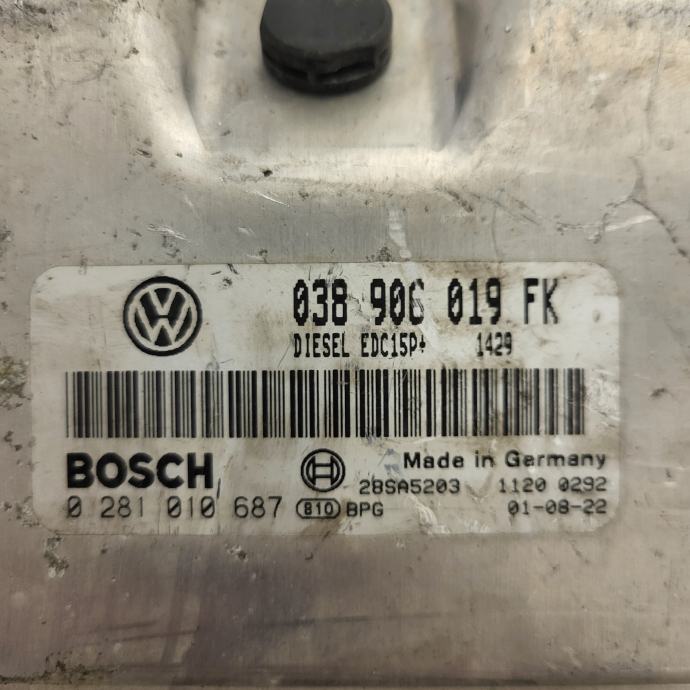 038 906 019 FK
DIESEL EDC15P+ 1429
BOSCH
Made in Germany
28SA5203 1120 0292
0 281 010 687 810 BPG 01-08-22